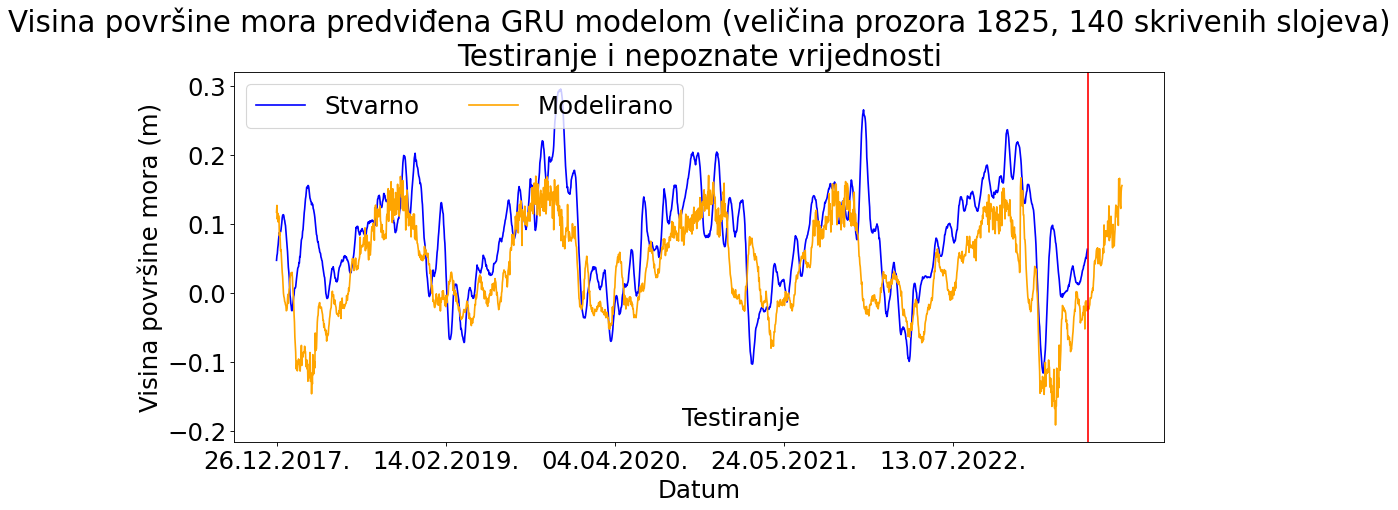 Visina površine mora predviđena GRU modelom (veličina prozora 1825, 140 skrivenih slojeva)
Testiranje i nepoznate vrijednosti
Stvarno
Modelirano
Visina površine mora (m)
0.3
0.2
0.1
0.0
−0.1
−0.2
Testiranje
26.12.2017.
14.02.2019.
04.04.2020.
24.05.2021.
13.07.2022.
Datum